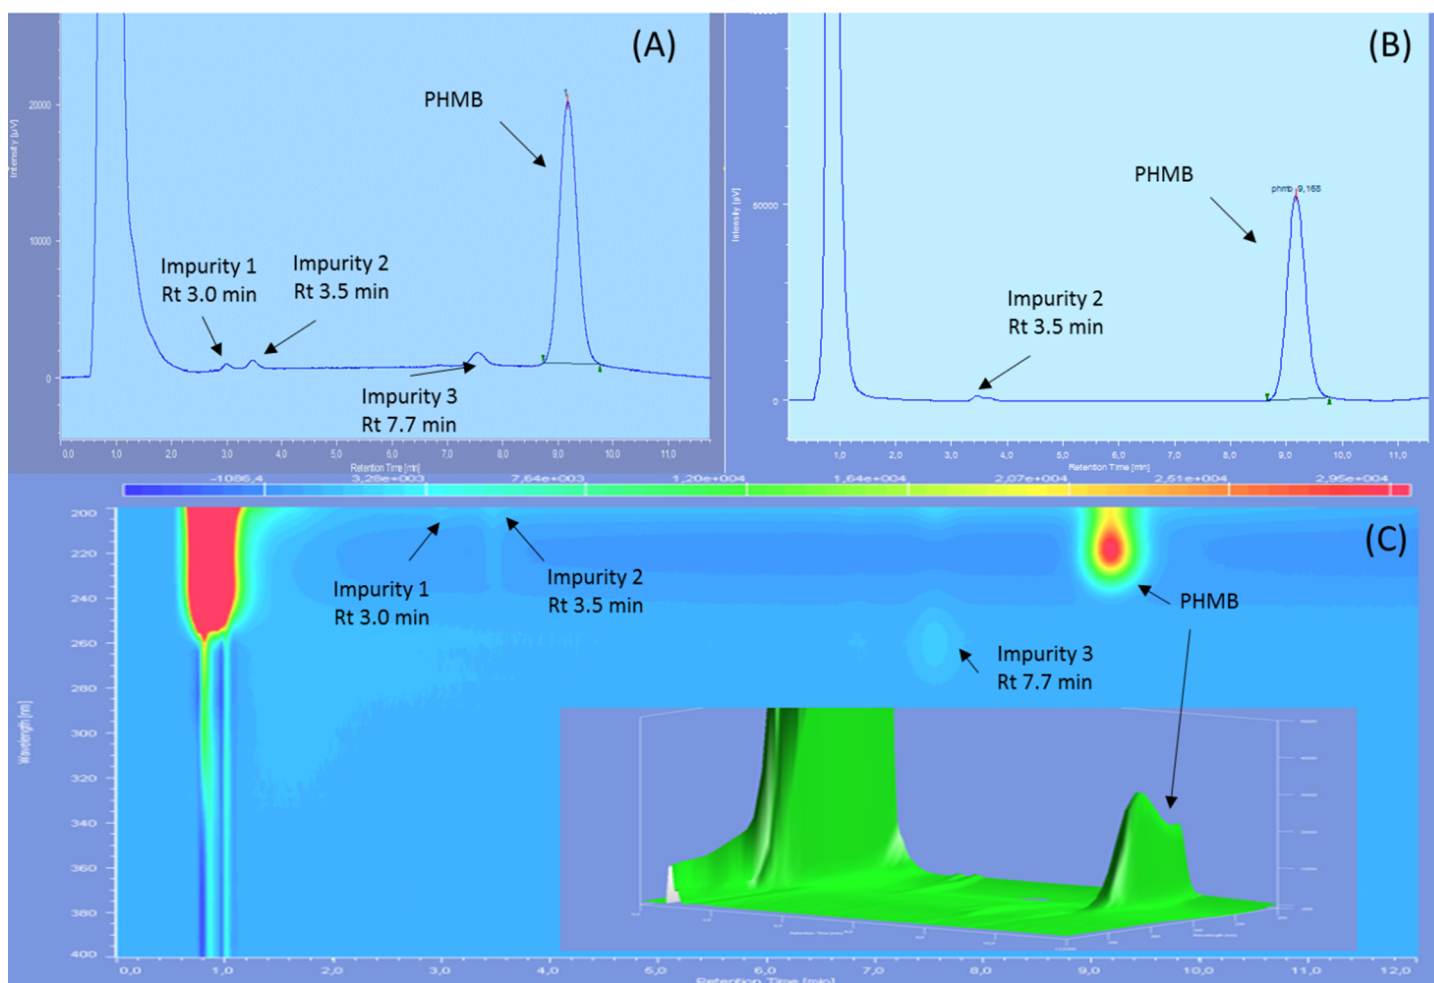 (A)
PHMB
Impurity 1
Rt 3.0 min
Impurity 2
Rt 3.5 min
Impurity 3
Rt 7.7 min
Intensity [µV]
20000
10000
0
0,0 1,0 2,0 3,0 4,0 5,0 6,0 7,0 8,0 9,0 10,0 11,0
Retention Time [min]
(B)
PHMB
phmb 9,168
Impurity 2
Rt 3.5 min
Intensity [µV]
50000
0
1,0 2,0 3,0 4,0 5,0 6,0 7,0 8,0 9,0 10,0 11,0
Retention Time [min]
-1086,4 3,28e+003 7,64e+003 1,20e+004 1,64e+004 2,07e+004 2,51e+004 2,95e+004
(C)
Impurity 1
Rt 3.0 min
Impurity 2
Rt 3.5 min
PHMB
Impurity 3
Rt 7.7 min
Wavelength [nm]
200
220
240
260
280
300
320
340
360
380
400
0,0 1,0 2,0 3,0 4,0 5,0 6,0 7,0 8,0 9,0 10,0 11,0 12,0
Retention Time [min]